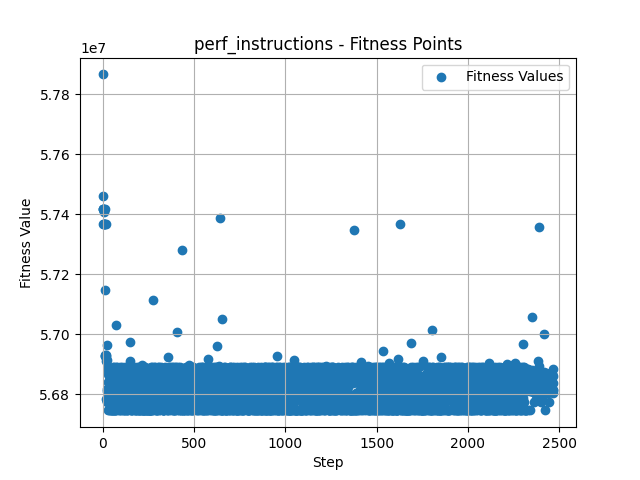 perf_instructions - Fitness Points
1e7
Fitness Values
5.78
5.76
5.74
5.72
5.70
5.68
Fitness Value
0
500
1000
1500
2000
2500
Step